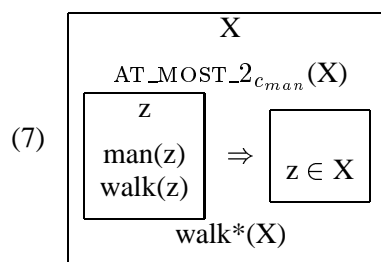 X
AT_MOST_2c_man(X)
z
(7)
man(z) ⇒
walk(z) z ∈ X
walk*(X)